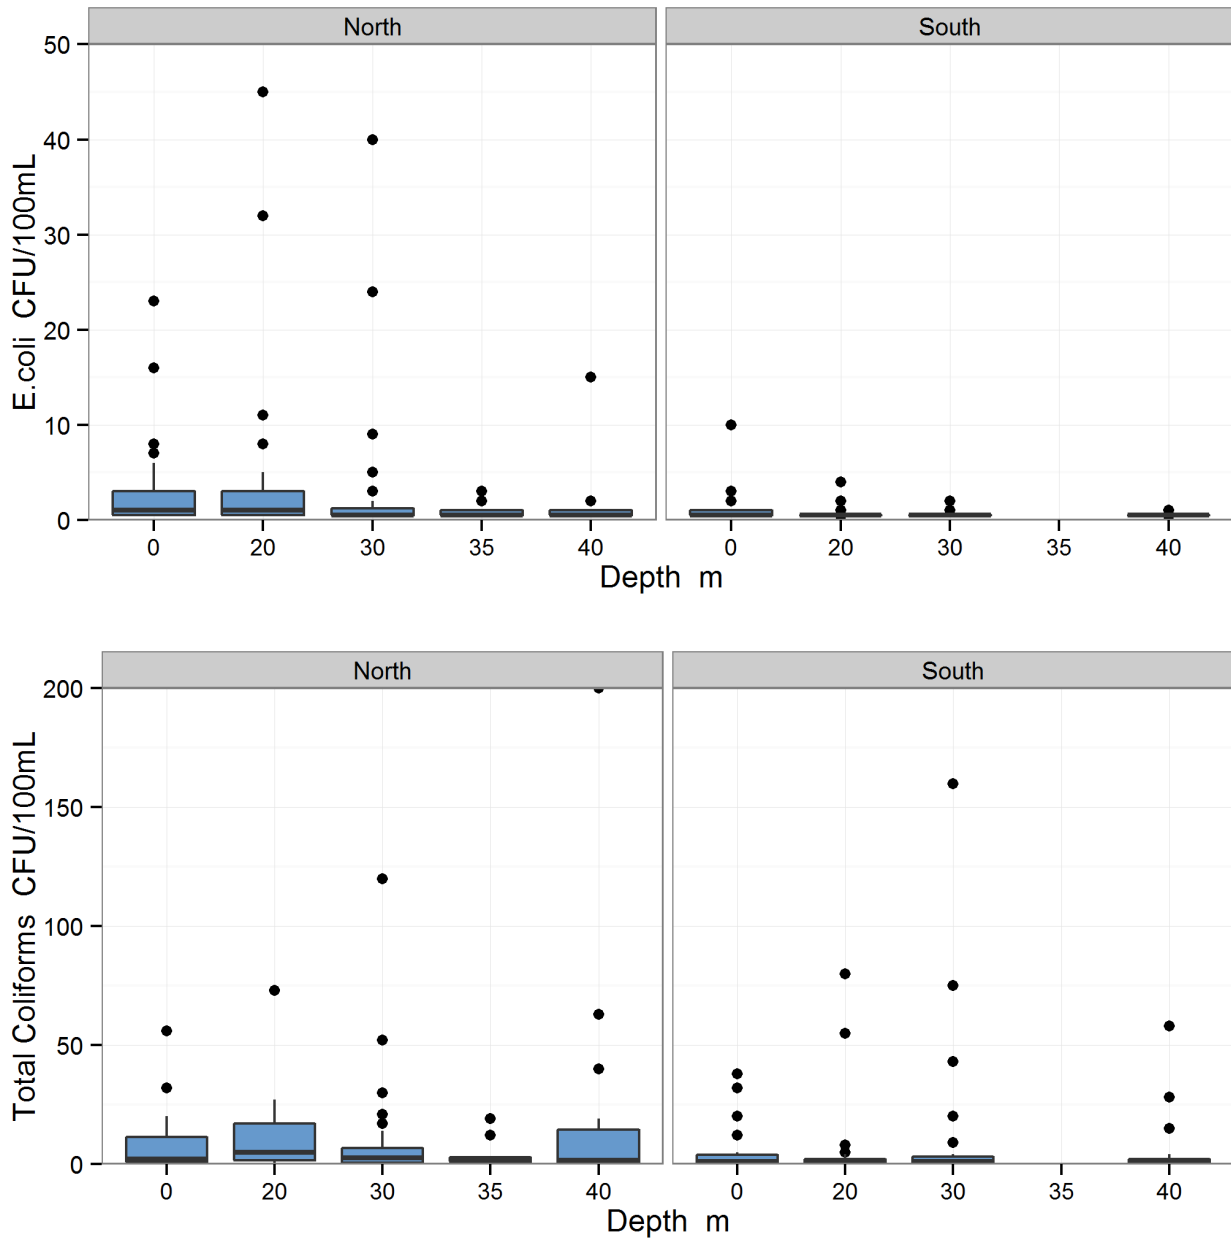 North South
50
40
30
20
10
0
E.coli CFU/100mL
0 20 30 35 40 0 20 30 35 40
Depth m
North South
200
150
100
50
0
Total Coliforms CFU/100mL
0 20 30 35 40 0 20 30 35 40
Depth m